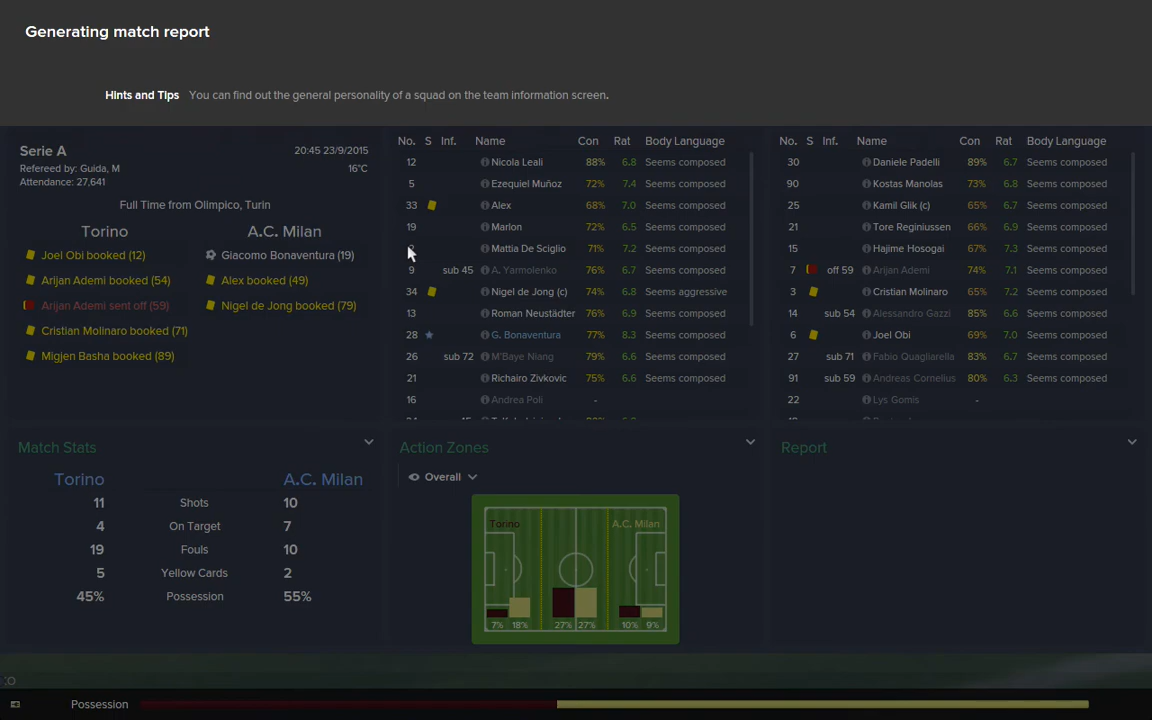 Generating match report
Hints and Tips You can find out the general personality of a squad on the team information screen.
Serie A 20:45 23/9/2015
Refereed by: Guida, M 16°C
Attendance: 27,641
Full Time from Olimpico, Turin
Torino A.C. Milan
Joel Obi booked (12) Giacomo Bonaventura (19)
Arijan Ademi booked (54) Alex booked (49)
Arijan Ademi sent off (59) Nigel de Jong booked (79)
Cristian Molinaro booked (71)
Migjen Basha booked (89)
No. S Inf. Name Con Rat Body Language
12 Nicola Leali 88% 6.8 Seems composed
5 Ezequiel Muñoz 72% 7.4 Seems composed
33 Alex 68% 7.0 Seems composed
19 Marlon 72% 6.5 Seems composed
Mattia De Sciglio 71% 7.2 Seems composed
9 sub 45 A. Yarmolenko 76% 6.7 Seems composed
34 Nigel de Jong (c) 74% 6.8 Seems aggressive
13 Roman Neustädter 76% 6.9 Seems composed
28 G. Bonaventura 77% 8.3 Seems composed
26 sub 72 M'Baye Niang 79% 6.6 Seems composed
21 Richairo Zivkovic 75% 6.6 Seems composed
16 Andrea Poli -
No. S Inf. Name Con Rat Body Language
30 Daniele Padelli 89% 6.7 Seems composed
90 Kostas Manolas 73% 6.8 Seems composed
25 Kamil Glik (c) 65% 6.7 Seems composed
21 Tore Reginiussen 66% 6.9 Seems composed
15 Hajime Hosogai 67% 7.3 Seems composed
7 off 59 Arijan Ademi 74% 7.1 Seems composed
3 Cristian Molinaro 65% 7.2 Seems composed
14 sub 54 Alessandro Gazzi 85% 6.6 Seems composed
6 Joel Obi 69% 7.0 Seems composed
27 sub 71 Fabio Quagliarella 83% 6.7 Seems composed
91 sub 59 Andreas Cornelius 80% 6.3 Seems composed
22 Lys Gomis -
Match Stats
Torino A.C. Milan
11 Shots 10
4 On Target 7
19 Fouls 10
5 Yellow Cards 2
45% Possession 55%
Action Zones
Overall
Torino A.C. Milan
7% 18% 27% 27% 10% 9%
Report
:O
Possession